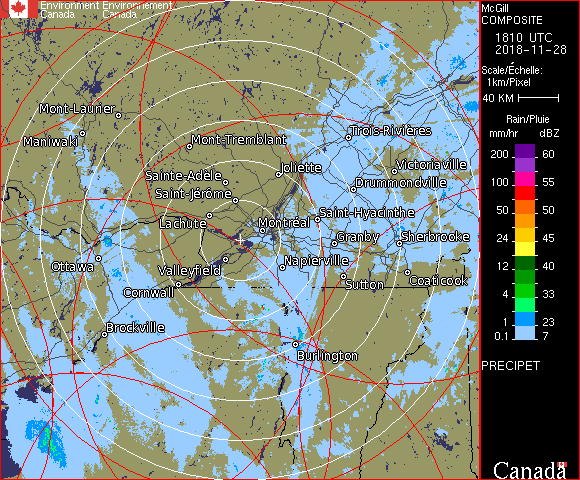 Environment Environnement
Canada Canada
McGill
COMPOSITE
1810 UTC
2018-11-28
Scale/Échelle:
1km/Pixel
40 KM
Rain/Pluie
mm/hr dBZ
200 60
100 55
50 50
24 45
12 40
4 33
1 23
0.1 7
PRECIPET
Canada
Mont-Laurier
Maniwaki
Mont-Tremblant
Trois-Rivières
Sainte-Adèle
Joliette
Victoriaville
Saint-Jérôme
Drummondville
Lachute
Montréal
Saint-Hyacinthe
Granby
Sherbrooke
Ottawa
Valleyfield
Napierville
Sutton
Coaticook
Cornwall
Brockville
Burlington